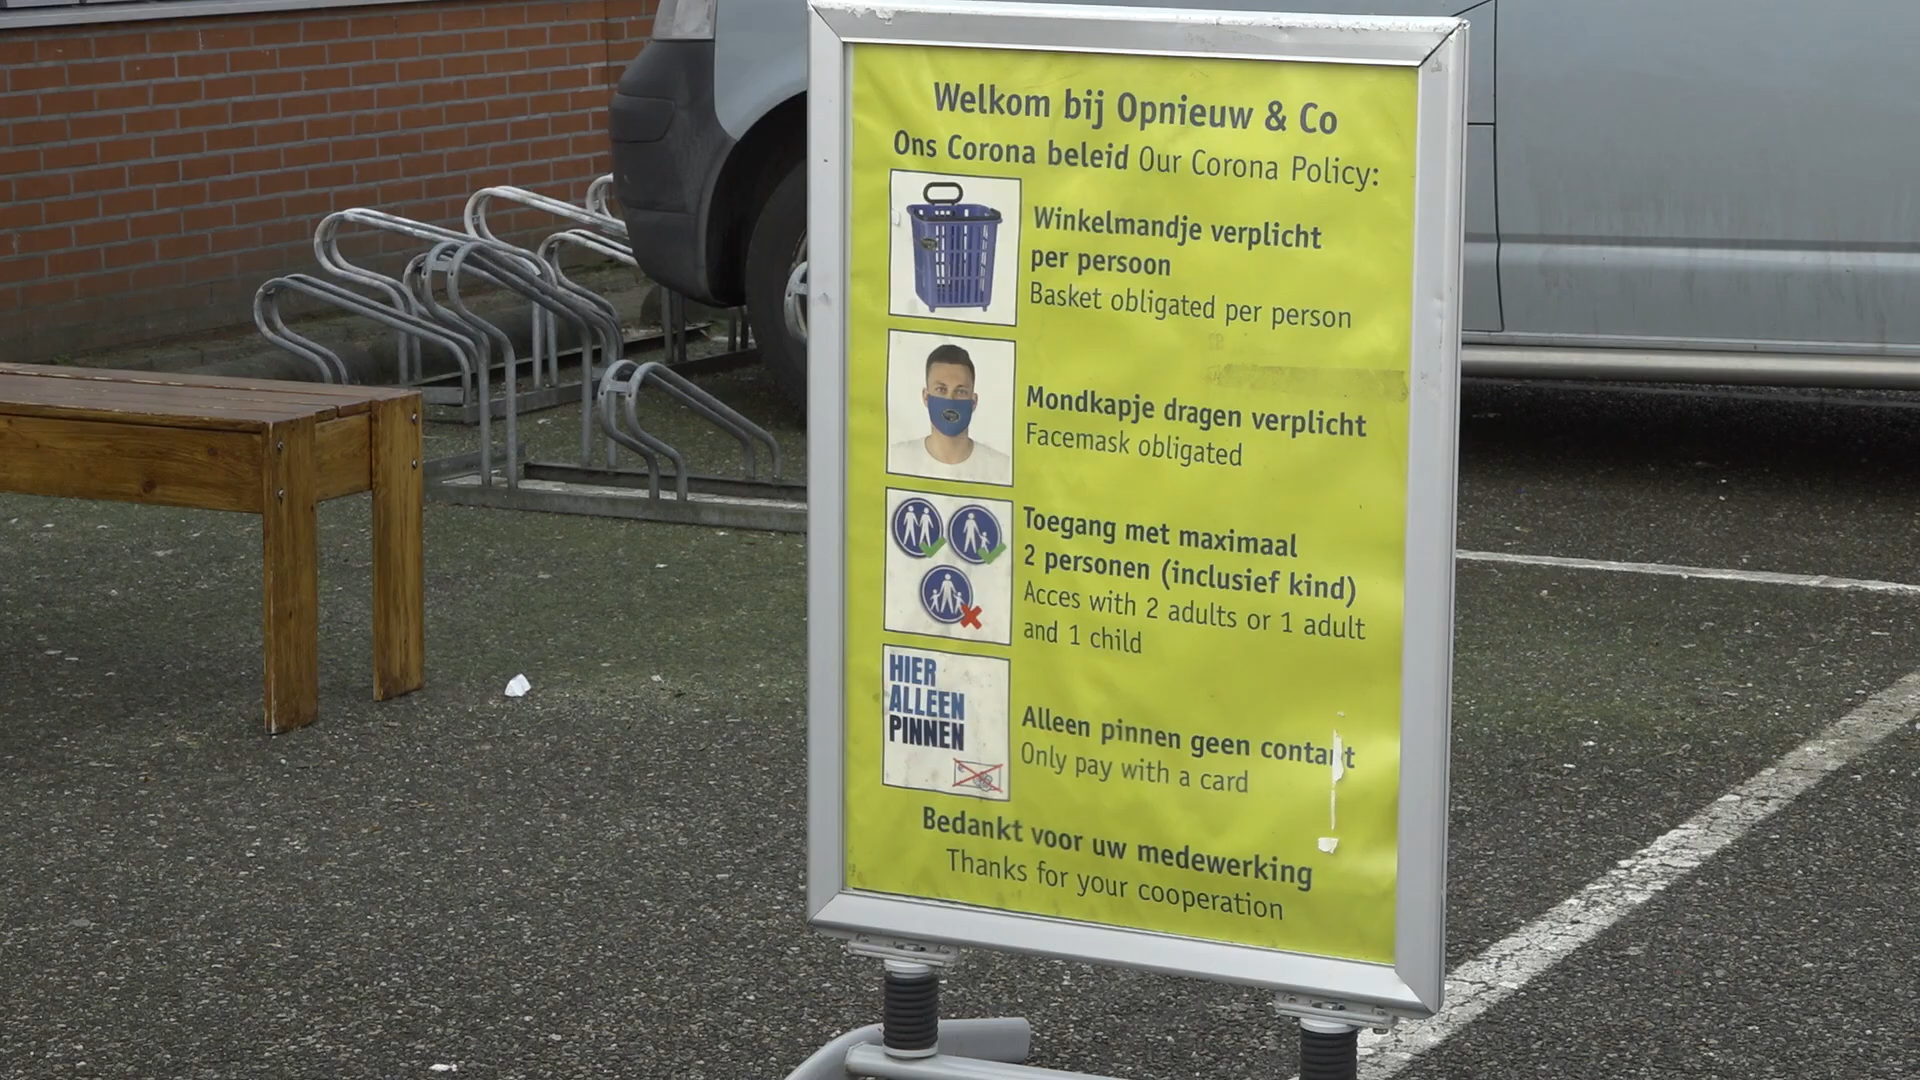 Welkom bij Opnieuw & Co
Ons Corona beleid Our Corona Policy:
Winkelmandje verplicht
per persoon
Basket obligated per person
Mondkapje dragen verplicht
Facemask obligated
Toegang met maximaal
2 personen (inclusief kind)
Acces with 2 adults or 1 adult
and 1 child
HIER
ALLEEN
PINNEN
Alleen pinnen geen contant
Only pay with a card
Bedankt voor uw medewerking
Thanks for your cooperation